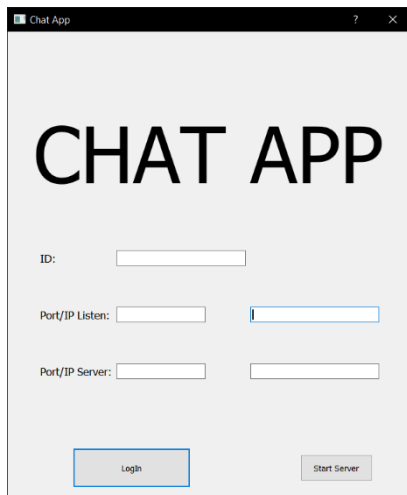 Chat App ?
CHAT APP
ID:
Port/IP Listen:
Port/IP Server:
LogIn Start Server